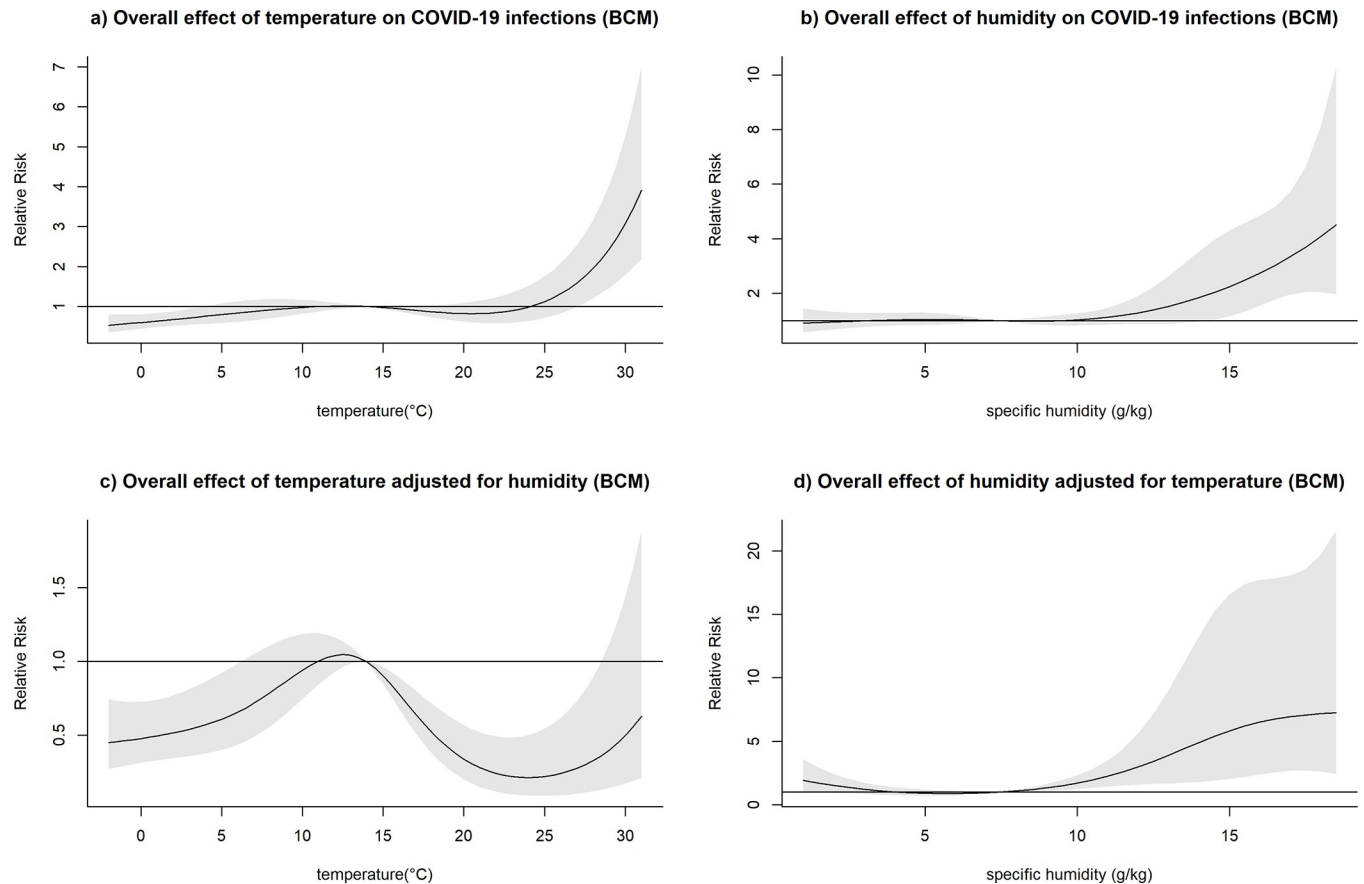 a) Overall effect of temperature on COVID-19 infections (BCM)
7
6
5
4
3
2
1
Relative Risk
0 5 10 15 20 25 30
temperature(°C)
b) Overall effect of humidity on COVID-19 infections (BCM)
10
8
6
4
2
Relative Risk
5 10 15
specific humidity (g/kg)
c) Overall effect of temperature adjusted for humidity (BCM)
1.5
1.0
0.5
Relative Risk
0 5 10 15 20 25 30
temperature(°C)
d) Overall effect of humidity adjusted for temperature (BCM)
20
15
10
5
0
Relative Risk
5 10 15
specific humidity (g/kg)